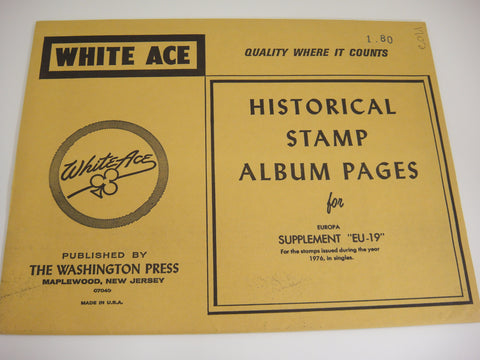 WHITE ACE
QUALITY WHERE IT COUNTS
1.80
HISTORICAL
STAMP
ALBUM PAGES
for
EUROPA
SUPPLEMENT "EU-19"
For the stamps issued during the year
1976, in singles.
White Ace
PUBLISHED BY
THE WASHINGTON PRESS
MAPLEWOOD, NEW JERSEY
07040
MADE IN U.S.A.